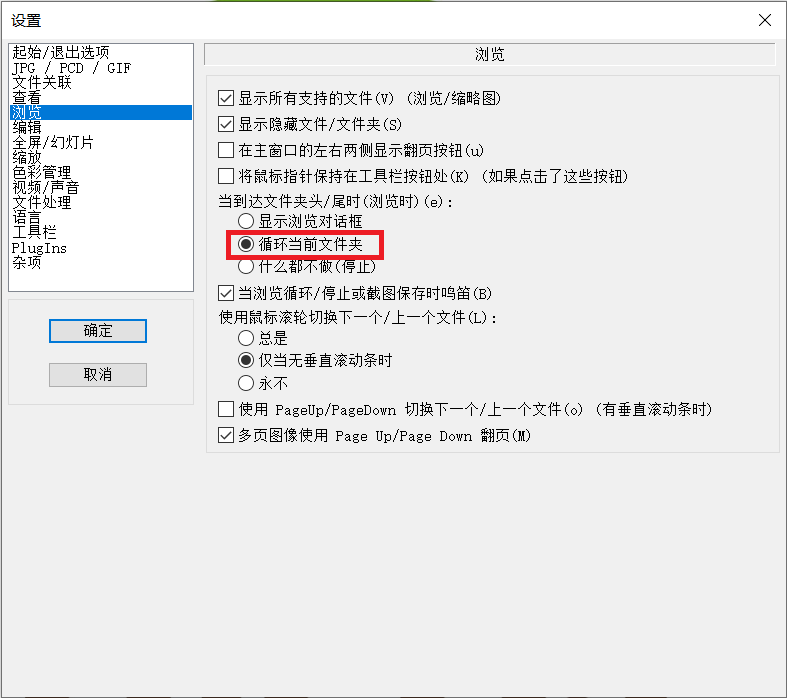 设置
起始/退出选项
JPG / PCD / GIF
文件关联
查看
浏览
编辑
全屏/幻灯片
缩放
色彩管理
视频/声音
文件处理
语言
工具栏
PlugIns
杂项
确定
取消
浏览
显示所有支持的文件(V) (浏览/缩略图)
显示隐藏文件/文件夹(S)
在主窗口的左右两侧显示翻页按钮(u)
将鼠标指针保持在工具栏按钮处(K) (如果点击了这些按钮)
当到达文件夹头/尾时(浏览时)(e):
显示浏览对话框
循环当前文件夹
什么都不做(停止)
当浏览循环/停止或截图保存时鸣笛(B)
使用鼠标滚轮切换下一个/上一个文件(L):
总是
仅当无垂直滚动条时
永不
使用 PageUp/PageDown 切换下一个/上一个文件(o) (有垂直滚动条时)
多页图像使用 Page Up/Page Down 翻页(M)